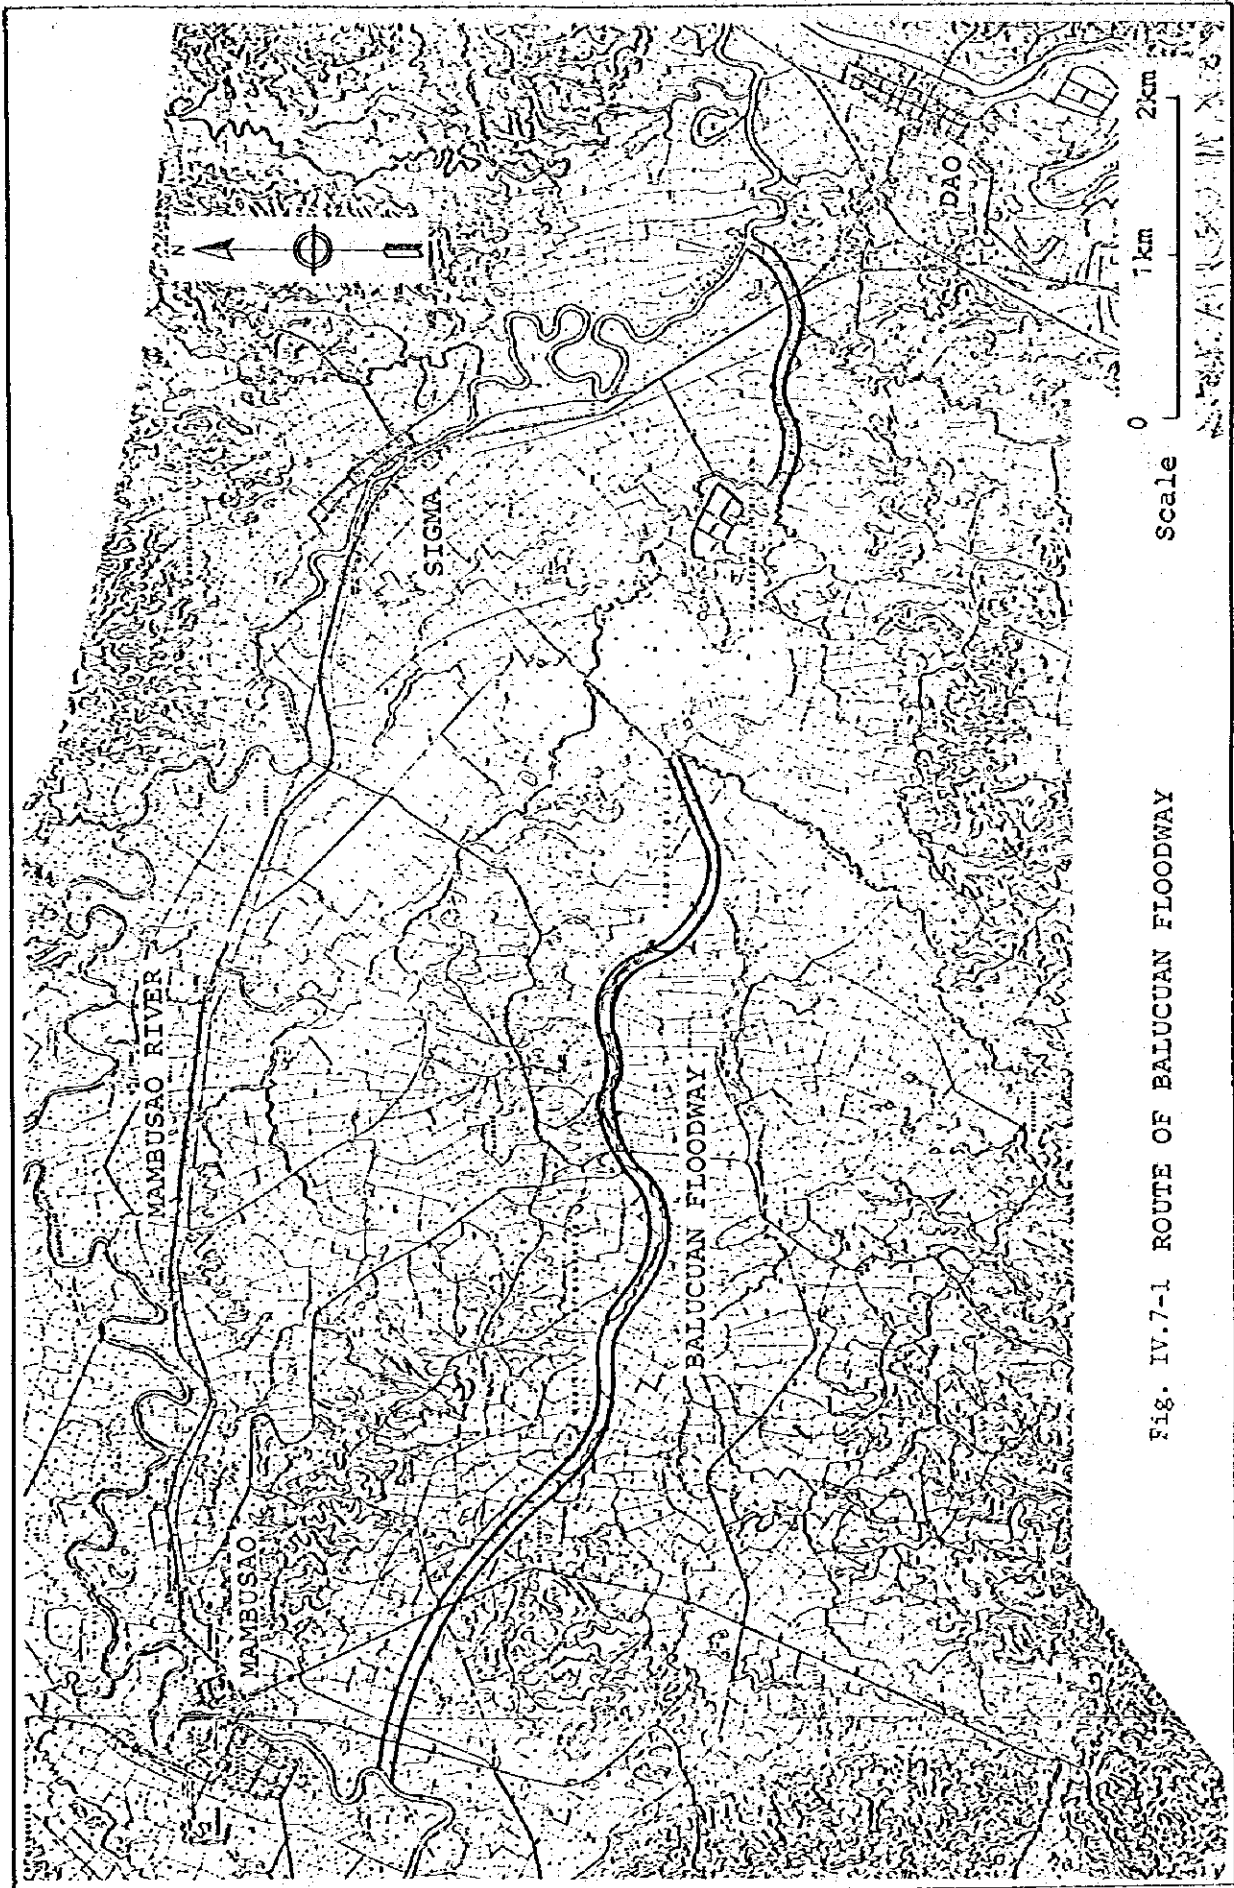 N
MAMBUSAO RIVER
MAMBUSAO
SIGMA
BALUCUAN FLOODWAY
DAO
0 1km 2km
Scale
Fig. IV.7-1 ROUTE OF BALUCUAN FLOODWAY